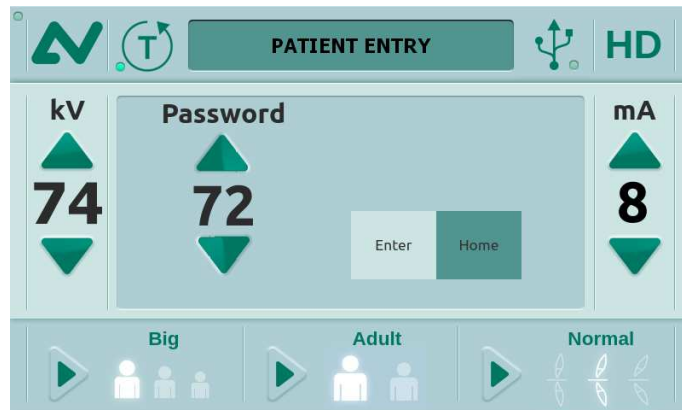 T
PATIENT ENTRY
HD
kV
Password
mA
74
72
8
Enter
Home
Big
Adult
Normal